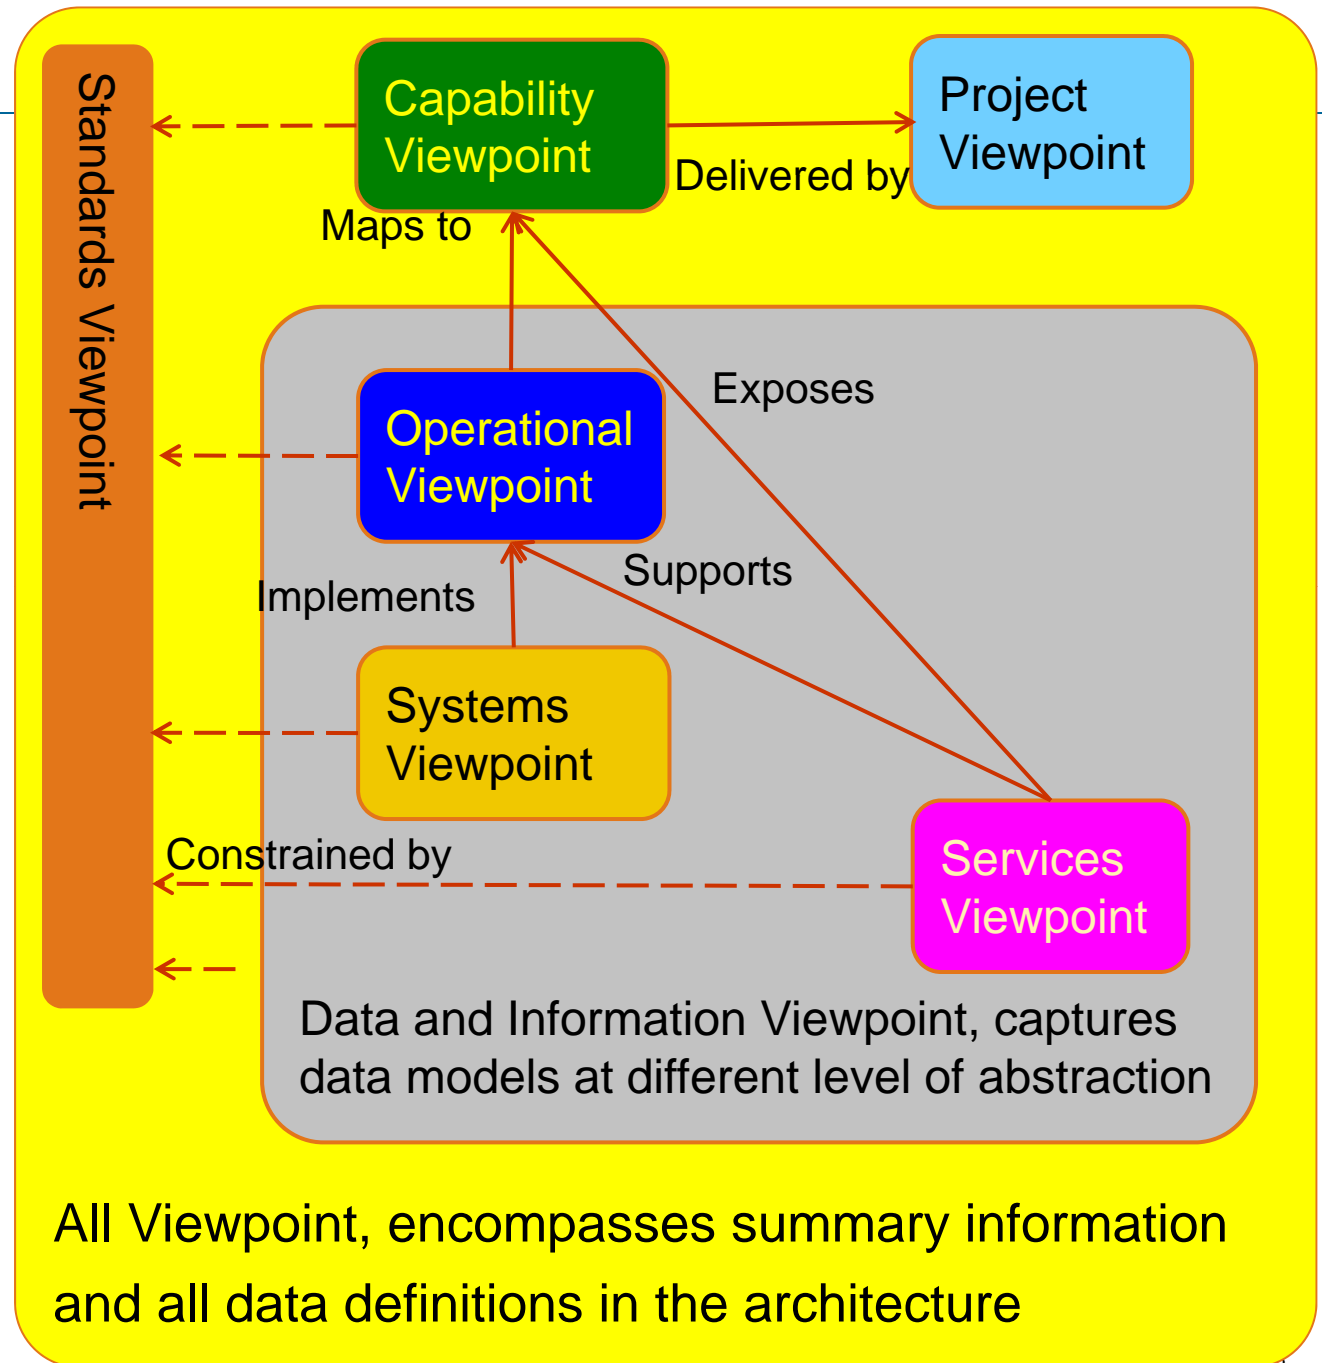 Standards Viewpoint
Capability
Viewpoint
Project
Viewpoint
Delivered by
Maps to
Exposes
Operational
Viewpoint
Supports
Implements
Systems
Viewpoint
Constrained by
Services
Viewpoint
Data and Information Viewpoint, captures
data models at different level of abstraction
All Viewpoint, encompasses summary information
and all data definitions in the architecture